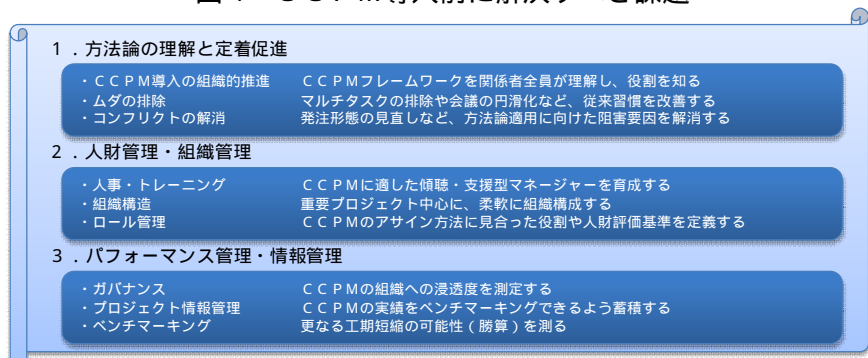 １．方法論の理解と定着促進
・ＣＣＰＭ導入の組織的推進　ＣＣＰＭフレームワークを関係者全員が理解し、役割を知る
・ムダの排除　マルチタスクの排除や会議の円滑化など、従来習慣を改善する
・コンフリクトの解消　発注形態の見直しなど、方法論適用に向けた阻害要因を解消する
２．人財管理・組織管理
・人事・トレーニング　ＣＣＰＭに適した傾聴・支援型マネージャーを育成する
・組織構造　重要プロジェクト中心に、柔軟に組織構成する
・ロール管理　ＣＣＰＭのアサイン方法に見合った役割や人財評価基準を定義する
３．パフォーマンス管理・情報管理
・ガバナンス　ＣＣＰＭの組織への浸透度を測定する
・プロジェクト情報管理　ＣＣＰＭの実績をベンチマーキングできるよう蓄積する
・ベンチマーキング　更なる工期短縮の可能性（勝算）を測る